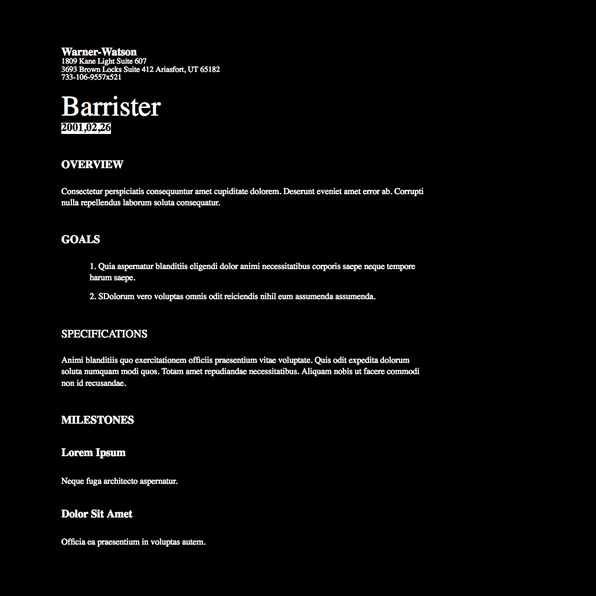 Warner-Watson
1809 Kane Light Suite 607
3693 Brown Locks Suite 412 Ariasfort, UT 65182
733-106-9557x521
Barrister
2001,02,26
OVERVIEW
Consectetur perspiciatis consequuntur amet cupiditate dolorem. Deserunt eveniet amet error ab. Corrupti
nulla repellendus laborum soluta consequatur.
GOALS
1. Quia aspernatur blanditiis eligendi dolor animi necessitatibus corporis saepe neque tempore
harum saepe.
2. SDolorum vero voluptas omnis odit reiciendis nihil eum assumenda assumenda.
SPECIFICATIONS
Animi blanditiis quo exercitationem officiis praesentium vitae voluptate. Quis odit expedita dolorum
soluta numquam modi quos. Totam amet repudiandae necessitatibus. Aliquam nobis ut facere commodi
non id recusandae.
MILESTONES
Lorem Ipsum
Neque fuga architecto aspernatur.
Dolor Sit Amet
Officia ea praesentium in voluptas autem.